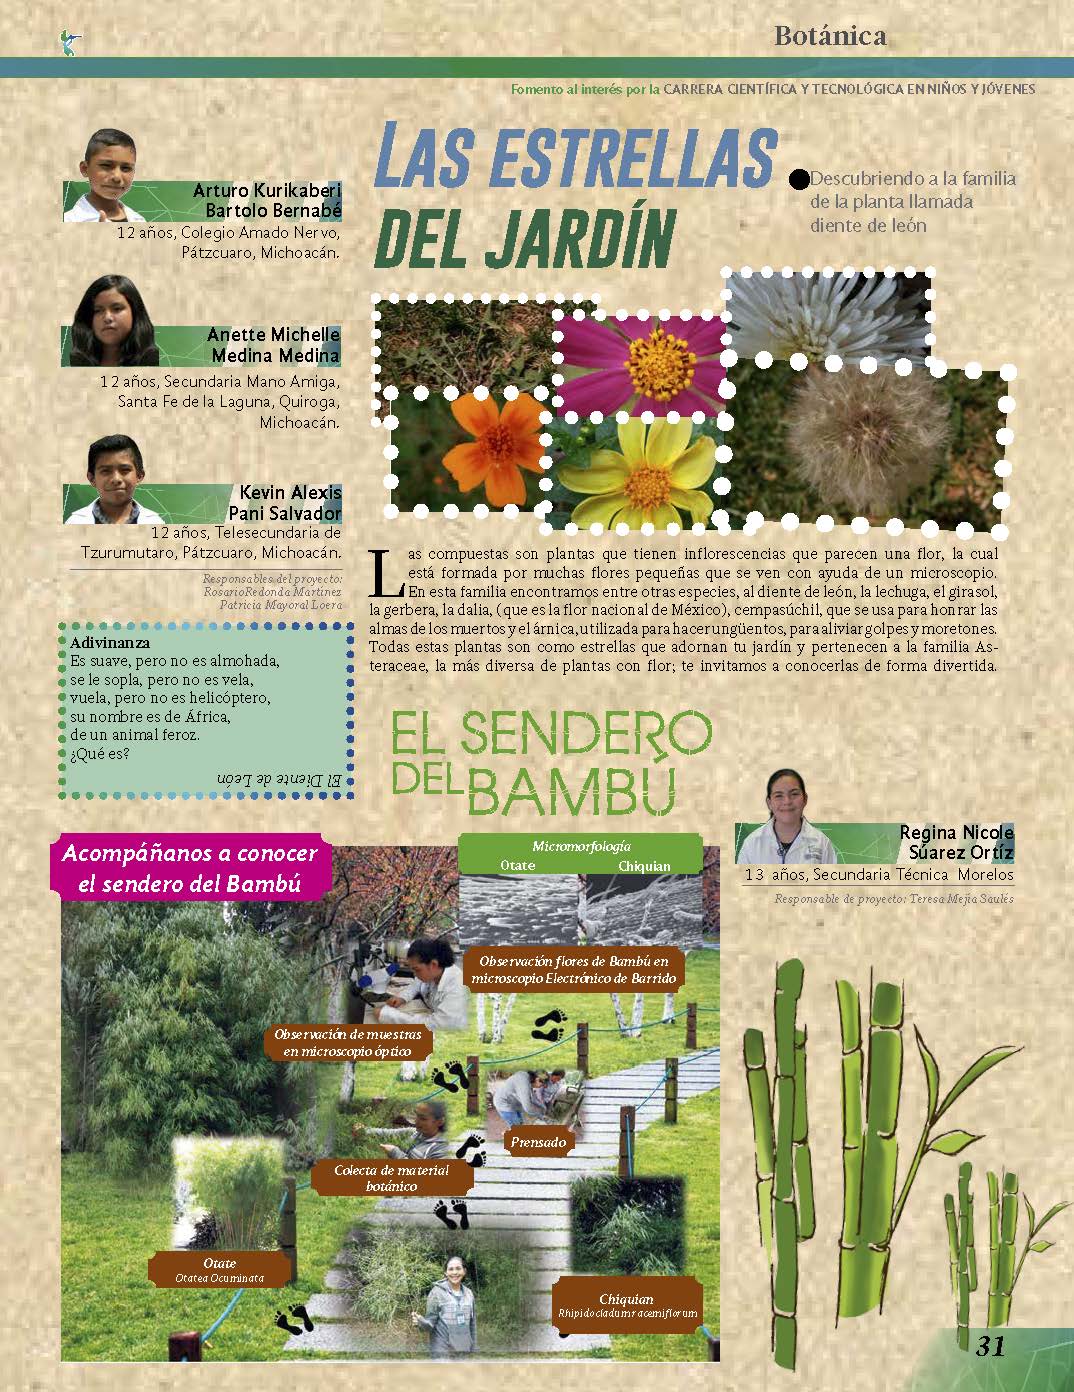 Botánica
Fomento al interés por la CARRERA CIENTÍFICA Y TECNOLÓGICA EN NIÑOS Y JÓVENES
LAS ESTRELLAS
DEL JARDÍN
Descubriendo a la familia
de la planta llamada
diente de león
Arturo Kurikaberi
Bartolo Bernabé
12 años, Colegio Amado Nervo,
Pátzcuaro, Michoacán.
Anette Michelle
Medina Medina
12 años, Secundaria Mano Amiga,
Santa Fe de la Laguna, Quiroga,
Michoacán.
Kevin Alexis
Pani Salvador
12 años, Telesecundaria de
Tzurumutaro, Pátzcuaro, Michoacán.
Responsables del proyecto:
RosarioRedonda Martínez
Patricia Mayoral Loera
Adivinanza
Es suave, pero no es almohada,
se le sopla, pero no es vela,
vuela, pero no es helicóptero,
su nombre es de África,
de un animal feroz.
¿Qué es?
El Diente de León
Las compuestas son plantas que tienen inflorescencias que parecen una flor, la cual
está formada por muchas flores pequeñas que se ven con ayuda de un microscopio.
En esta familia encontramos entre otras especies, al diente de león, la lechuga, el girasol,
la gerbera, la dalia, (que es la flor nacional de México), cempasúchil, que se usa para honrar las
almas de los muertos y el árnica, utilizada para hacer ungüentos, para aliviar golpes y moretones.
Todas estas plantas son como estrellas que adornan tu jardín y pertenecen a la familia As-
teraceae, la más diversa de plantas con flor; te invitamos a conocerlas de forma divertida.
EL SENDERO
DEL BAMBÚ
Regina Nicole
Súarez Ortíz
13 años, Secundaria Técnica Morelos
Responsable de proyecto: Teresa Mejía Saulés
Acompáñanos a conocer
el sendero del Bambú
Micromorfología
Otate Chiquian
Observación flores de Bambú en
microscopio Electrónico de Barrido
Observación de muestras
en microscopio óptico
Prensado
Colecta de material
botánico
Otate
Otatea Ocuminata
Chiquian
Rhipidocladum racemiflorum
31